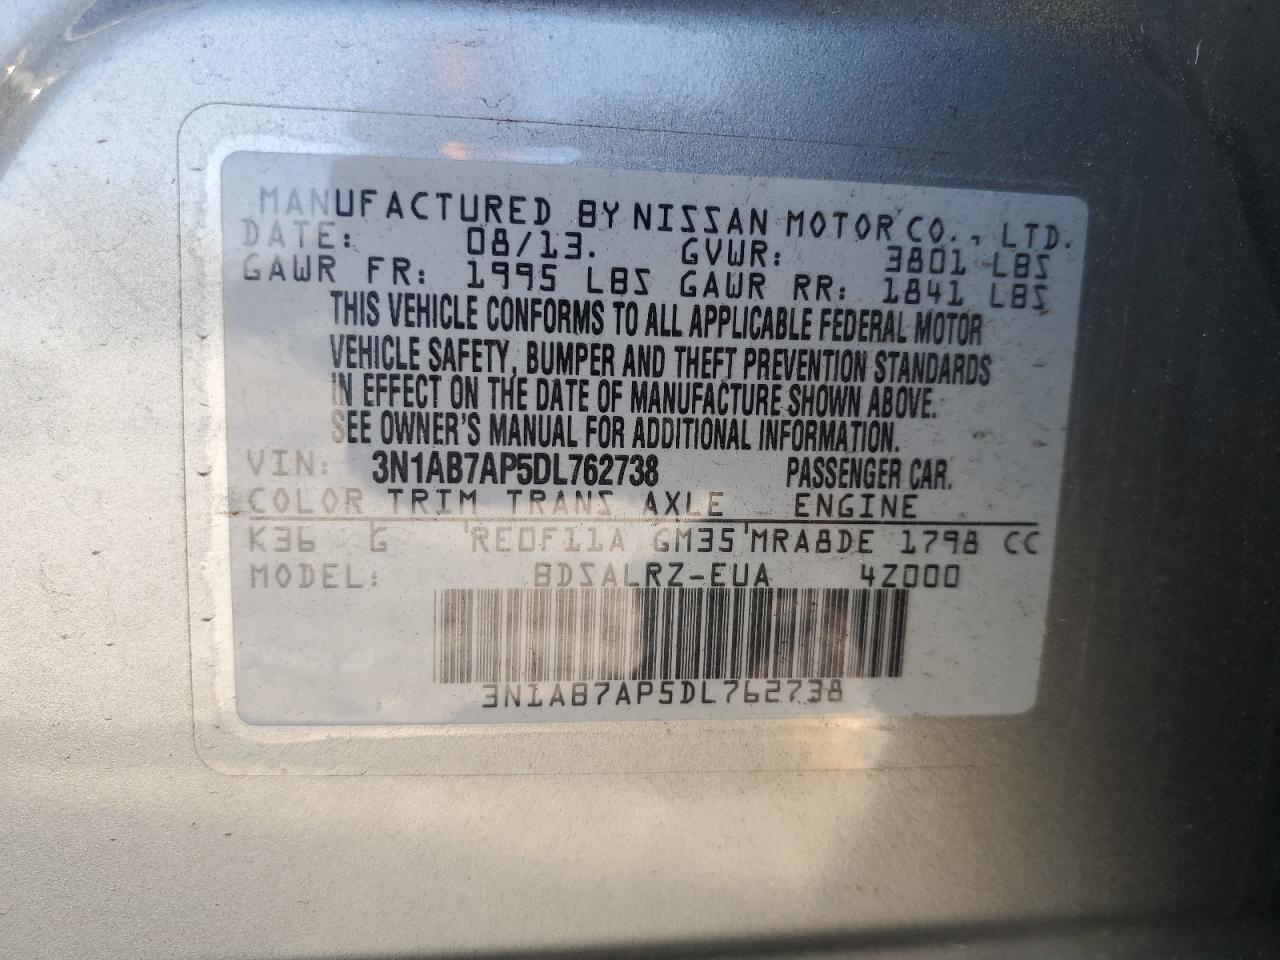 MANUFACTURED BY NISSAN MOTOR CO., LTD.
DATE: 08/13. GVWR: 3801 LBS
GAWR FR: 1995 LBS GAWR RR: 1841 LBS
THIS VEHICLE CONFORMS TO ALL APPLICABLE FEDERAL MOTOR
VEHICLE SAFETY, BUMPER AND THEFT PREVENTION STANDARDS
IN EFFECT ON THE DATE OF MANUFACTURE SHOWN ABOVE.
SEE OWNER'S MANUAL FOR ADDITIONAL INFORMATION.
VIN: 3N1AB7AP5DL762738 PASSENGER CAR.
COLOR TRIM TRANS AXLE ENGINE
K36 G RE0F11A GM35 MRA8DE 1798 CC
MODEL: BDSALRZ-EUA 4Z000
3N1AB7AP5DL762738